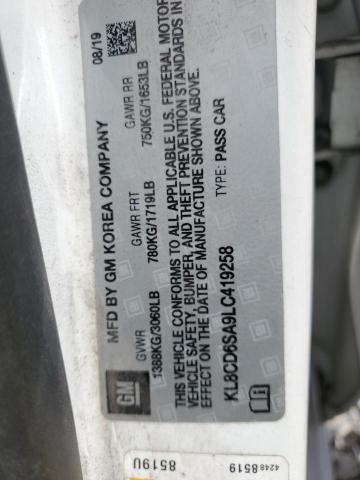 MFD BY GM KOREA COMPANY 08/19
GVWR GAWR FRT GAWR RR
1388KG/3060LB 780KG/1719LB 750KG/1653LB
THIS VEHICLE CONFORMS TO ALL APPLICABLE U.S. FEDERAL MOTOR
VEHICLE SAFETY, BUMPER, AND THEFT PREVENTION STANDARDS IN
EFFECT ON THE DATE OF MANUFACTURE SHOWN ABOVE.
KL8CD6SA9LC419258 TYPE: PASS CAR
GM
42488519
8519U